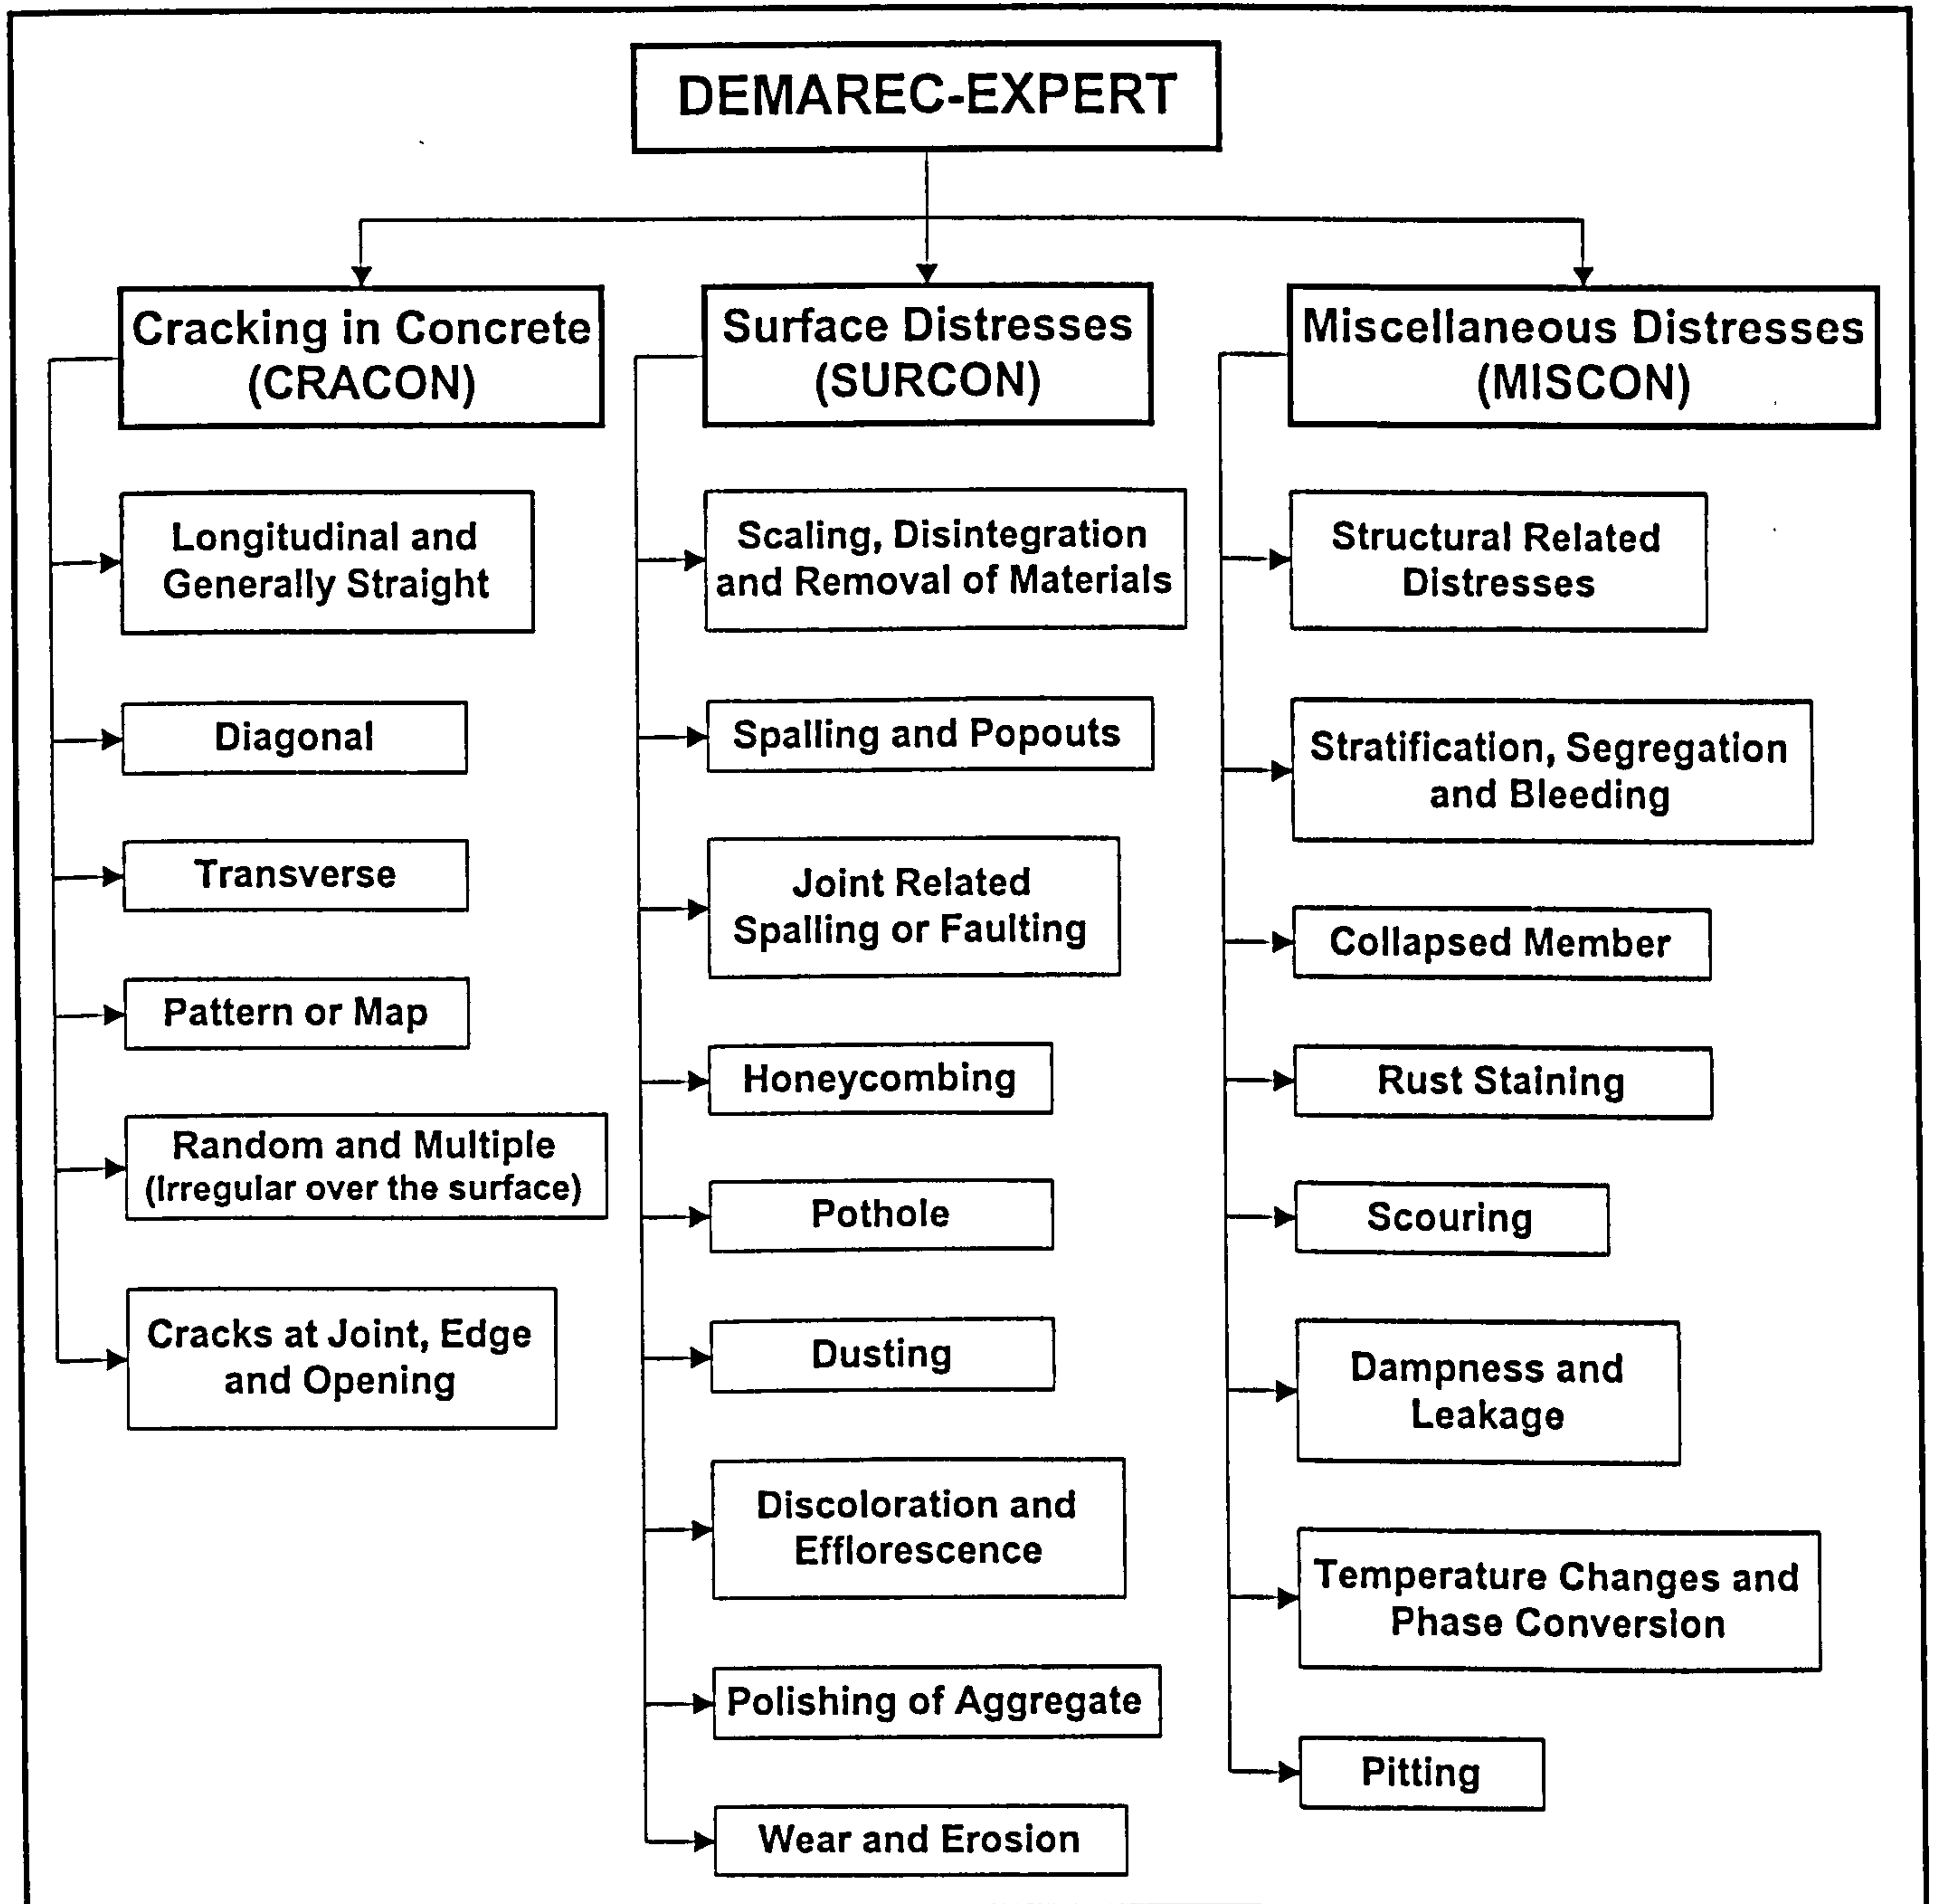 DEMAREC-EXPERT
Cracking in Concrete
(CRACON)
Longitudinal and
Generally Straight
Diagonal
Transverse
Pattern or Map
Random and Multiple
(Irregular over the surface)
Cracks at Joint, Edge
and Opening
Surface Distresses
(SURCON)
Scaling, Disintegration
and Removal of Materials
Spalling and Popouts
Joint Related
Spalling or Faulting
Honeycombing
Pothole
Dusting
Discoloration and
Efflorescence
Polishing of Aggregate
Wear and Erosion
Miscellaneous Distresses
(MISCON)
Structural Related
Distresses
Stratification, Segregation
and Bleeding
Collapsed Member
Rust Staining
Scouring
Dampness and
Leakage
Temperature Changes and
Phase Conversion
Pitting